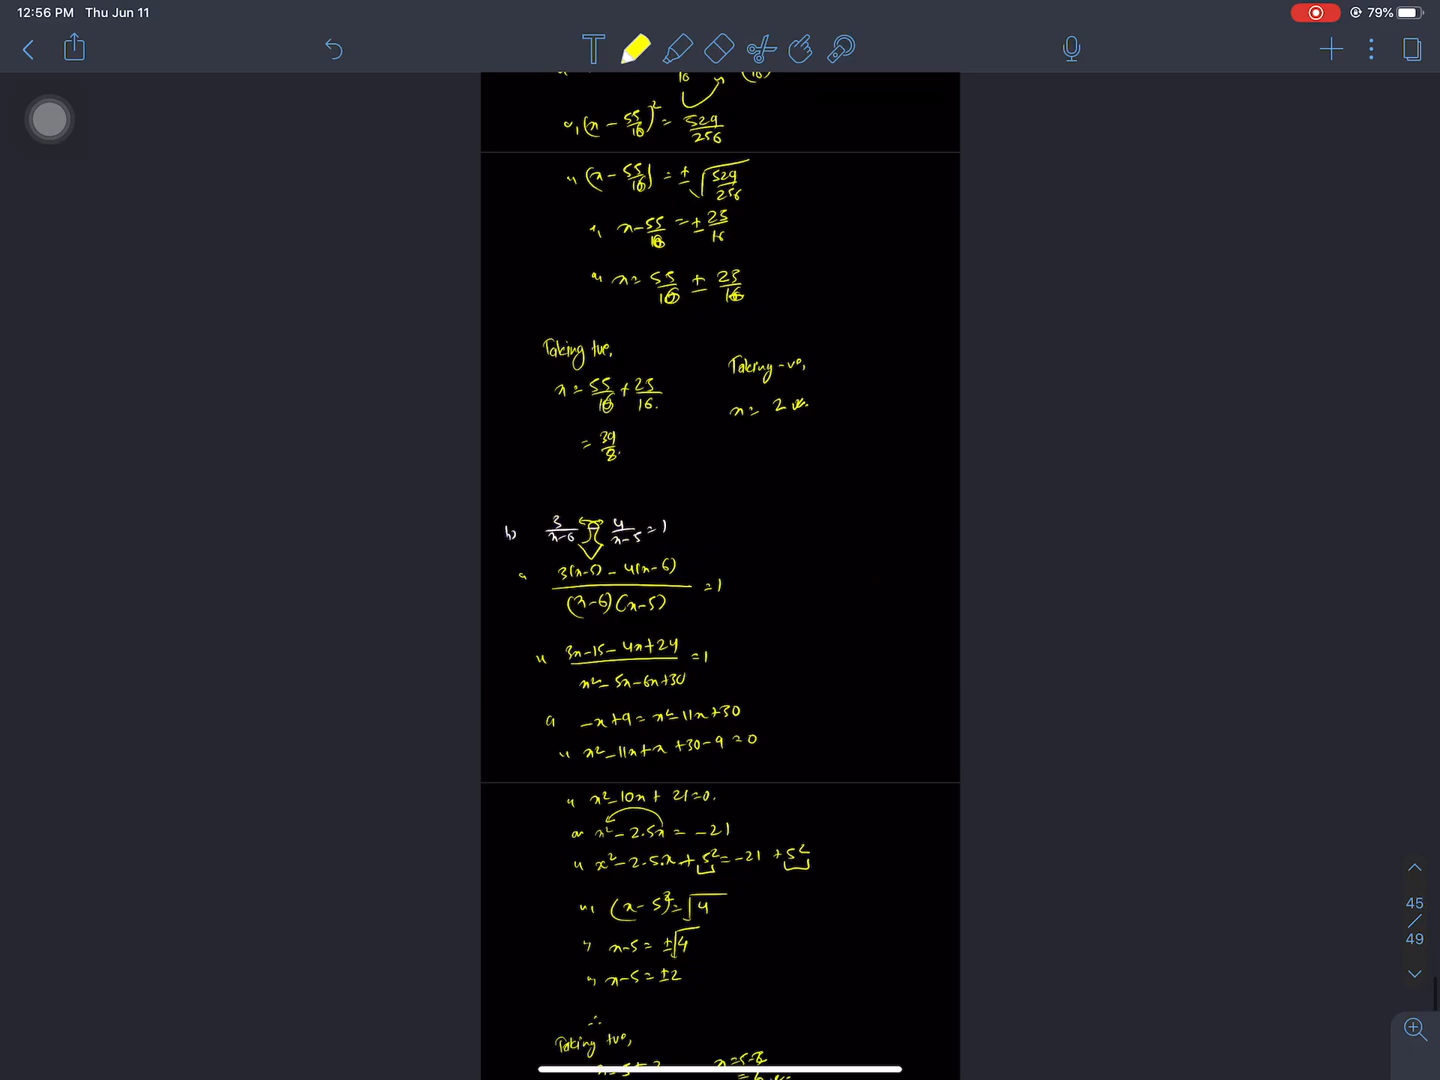 12:56 PM Thu Jun 11
79%
(x - 55/16)² = 529/256
" (x - 55/16) = ± √529/256
x - 55/16 = ± 23/16
x = 55/16 ± 23/16
Taking +ve,
x = 55/16 + 23/16.
= 39/8.
Taking -ve,
x = 2
b) 3/(x-6) 4/(x-5) = 1
(3(x-5) - 4(x-6))/((x-6)(x-5)) = 1
(3x-15-4x+24)/(x²-5x-6x+30) = 1
-x+9 = x²-11x+30
" x²-11x+x+30-9=0
" x²-10x+21=0.
or x²-2.5x = -21
" x²-2.5.x+5²=-21+5²
(x-5)²=√4
" x-5 = ±√4
" x-5 = ±2
∴
Taking +ve,
45
/
49